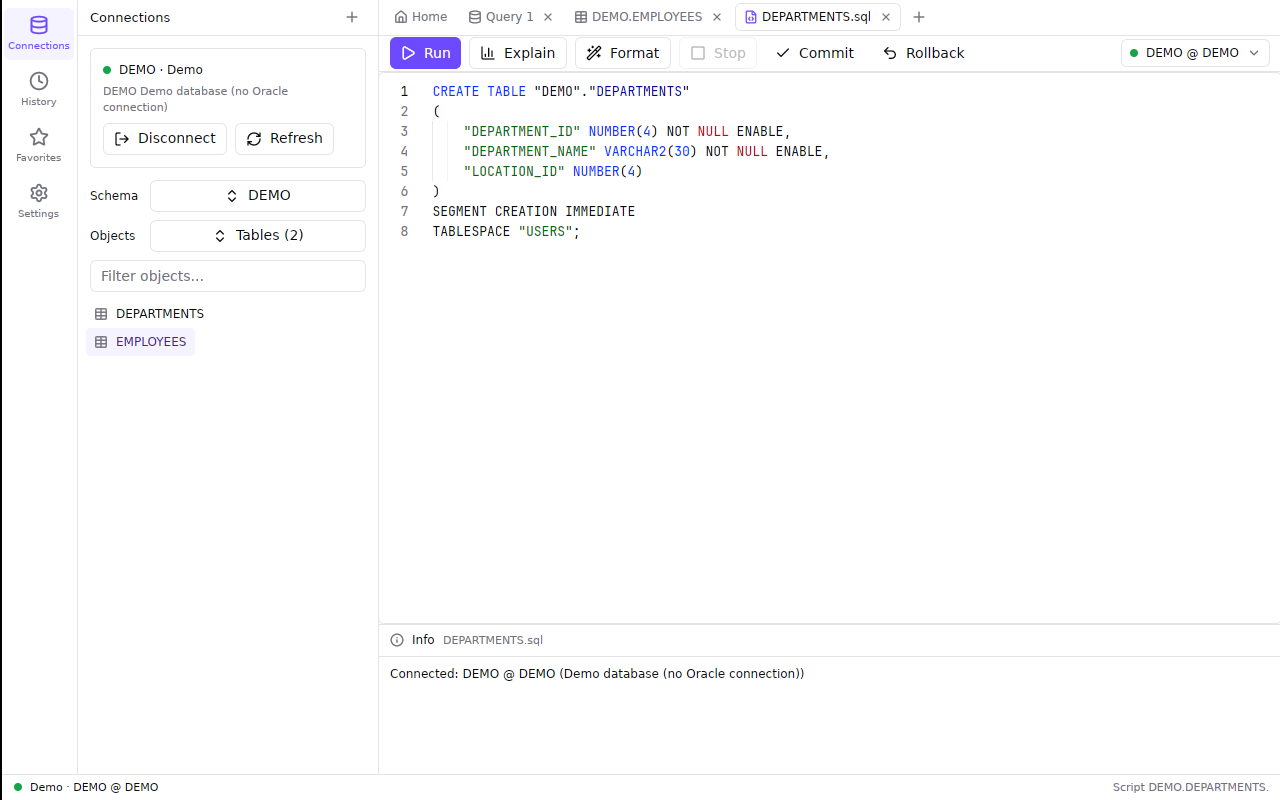 Connections
History
Favorites
Settings
Connections
DEMO · Demo
DEMO Demo database (no Oracle
connection)
Disconnect
Refresh
Schema
DEMO
Objects
Tables (2)
Filter objects...
DEPARTMENTS
EMPLOYEES
Home
Query 1
DEMO.EMPLOYEES
DEPARTMENTS.sql
Run
Explain
Format
Stop
Commit
Rollback
DEMO @ DEMO
1 CREATE TABLE "DEMO"."DEPARTMENTS"
2 (
3 "DEPARTMENT_ID" NUMBER(4) NOT NULL ENABLE,
4 "DEPARTMENT_NAME" VARCHAR2(30) NOT NULL ENABLE,
5 "LOCATION_ID" NUMBER(4)
6 )
7 SEGMENT CREATION IMMEDIATE
8 TABLESPACE "USERS";
Info DEPARTMENTS.sql
Connected: DEMO @ DEMO (Demo database (no Oracle connection))
Demo · DEMO @ DEMO
Script DEMO.DEPARTMENTS.